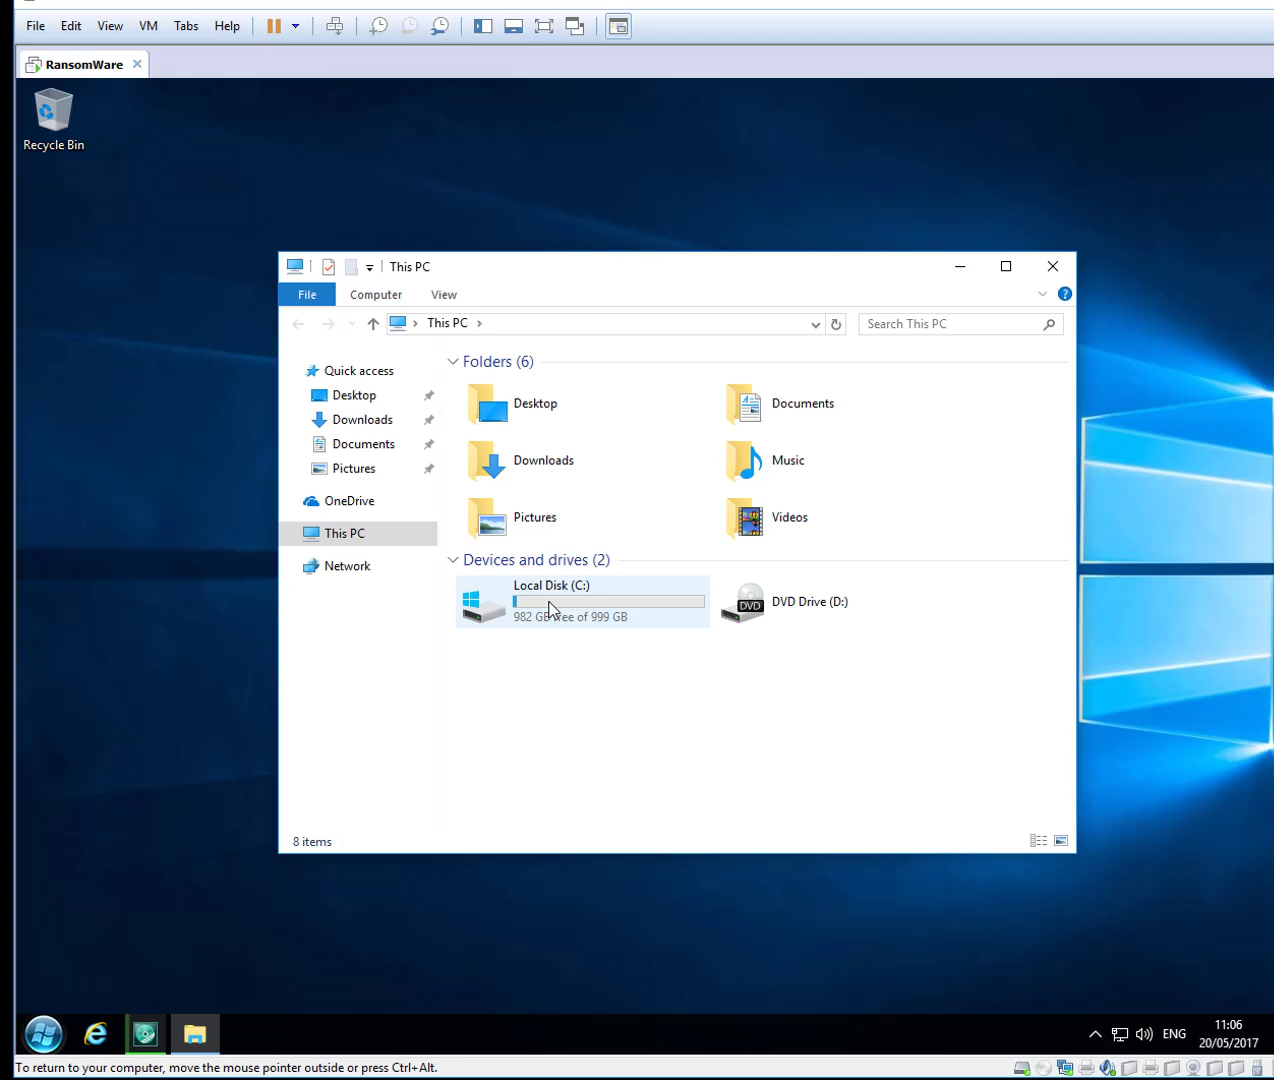 File Edit View VM Tabs Help
RansomWare
Recycle Bin
This PC
File Computer View
This PC
Search This PC
Quick access
Desktop
Downloads
Documents
Pictures
OneDrive
This PC
Network
Folders (6)
Desktop Documents
Downloads Music
Pictures Videos
Devices and drives (2)
Local Disk (C:)
982 GB free of 999 GB
DVD
DVD Drive (D:)
8 items
ENG
11:06
20/05/2017
To return to your computer, move the mouse pointer outside or press Ctrl+Alt.